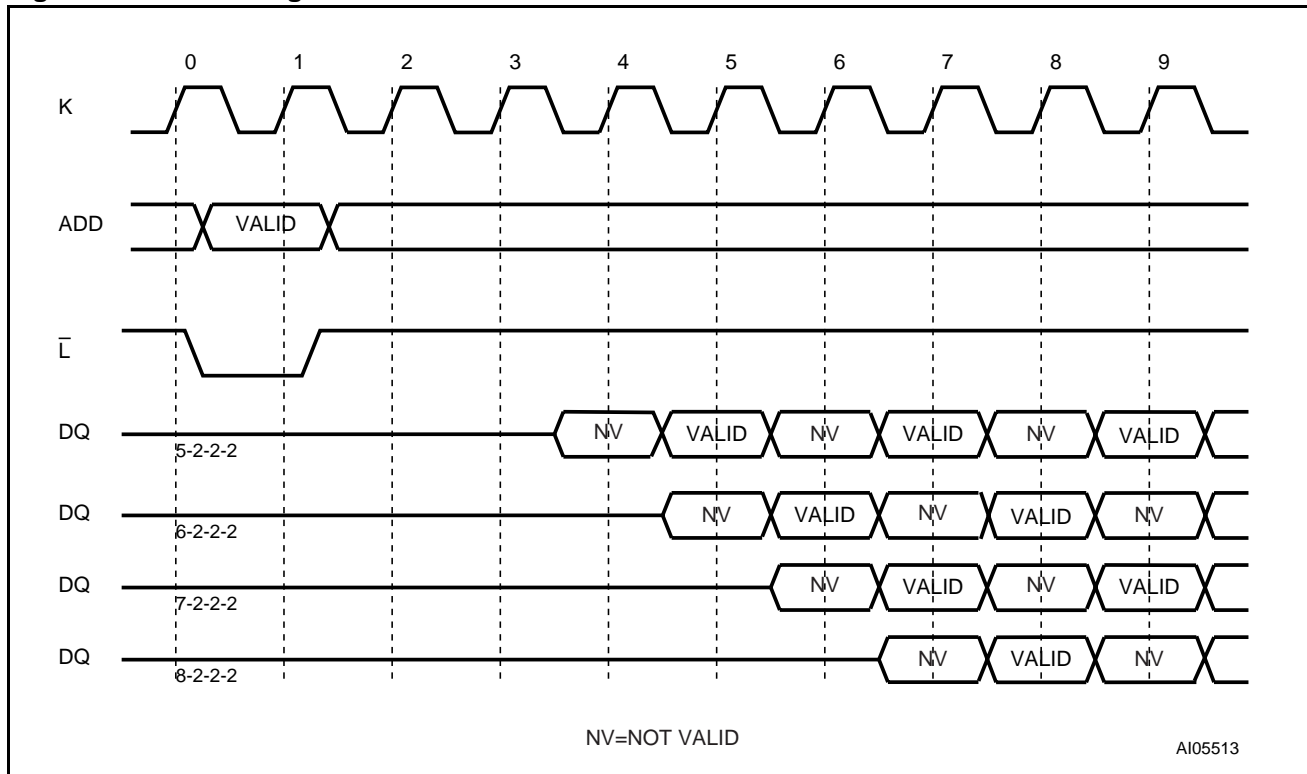 0 1 2 3 4 5 6 7 8 9
K
ADD VALID
L̅
DQ 5-2-2-2 NV VALID NV VALID NV VALID
DQ 6-2-2-2 NV VALID NV VALID NV
DQ 7-2-2-2 NV VALID NV VALID
DQ 8-2-2-2 NV VALID NV
NV=NOT VALID
AI05513